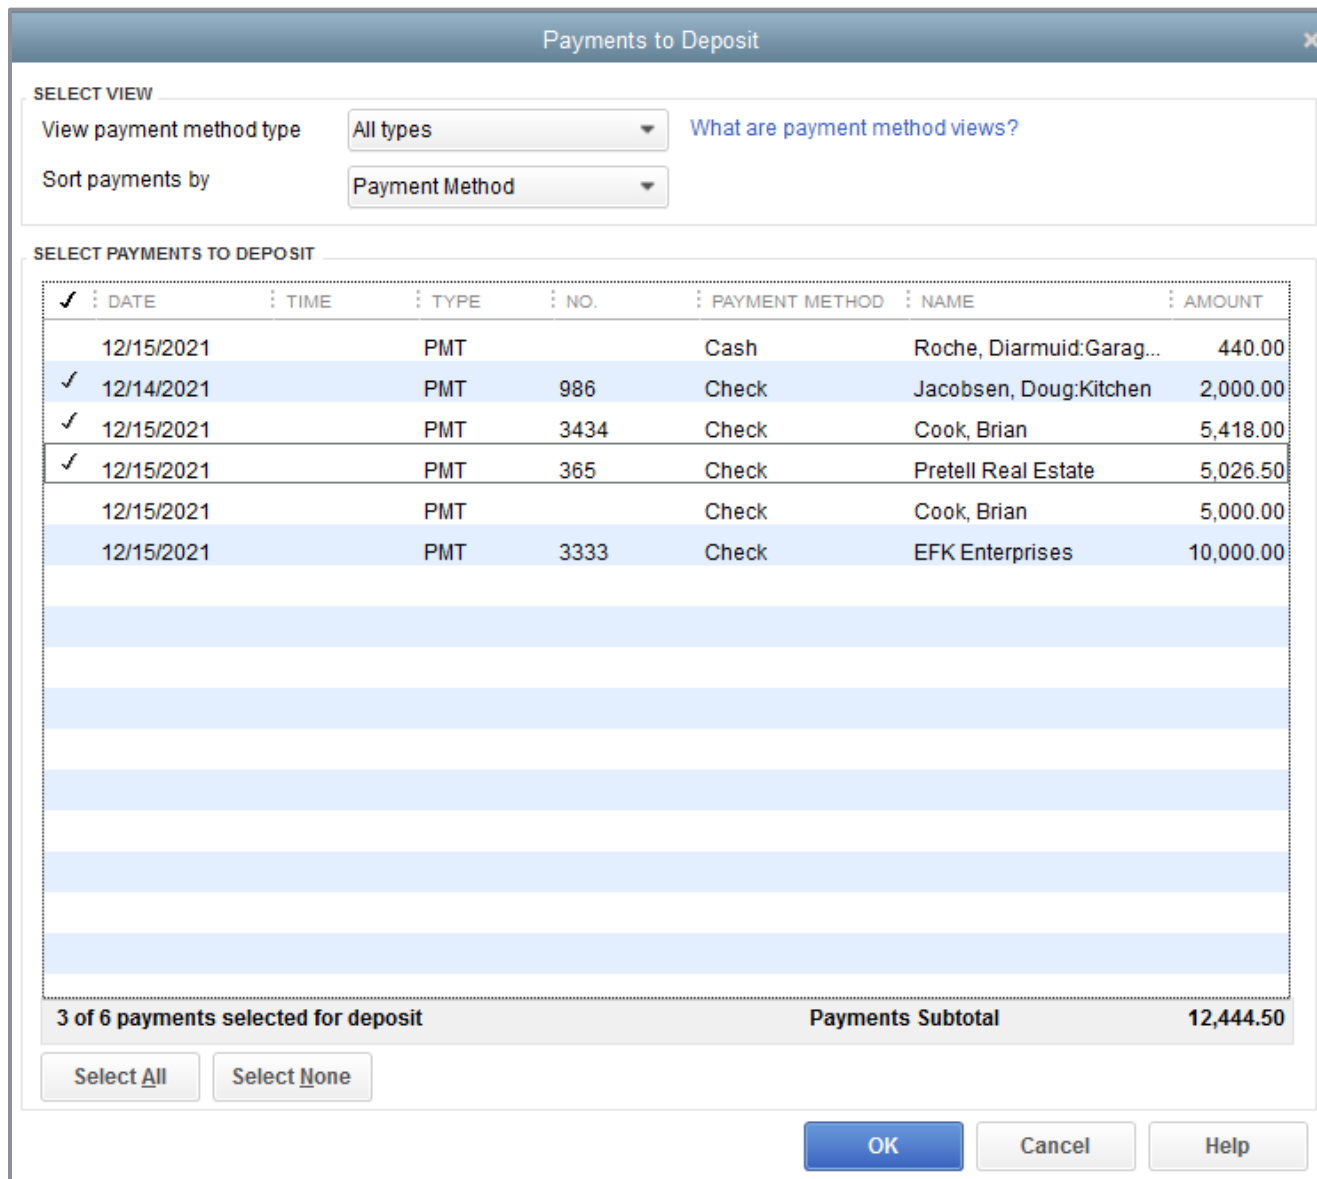 Payments to Deposit
SELECT VIEW
View payment method type All types What are payment method views?
Sort payments by Payment Method
SELECT PAYMENTS TO DEPOSIT
✓ DATE TIME TYPE NO. PAYMENT METHOD NAME AMOUNT
12/15/2021 PMT Cash Roche, Diarmuid:Garag... 440.00
✓ 12/14/2021 PMT 986 Check Jacobsen, Doug:Kitchen 2,000.00
✓ 12/15/2021 PMT 3434 Check Cook, Brian 5,418.00
✓ 12/15/2021 PMT 365 Check Pretell Real Estate 5,026.50
12/15/2021 PMT Check Cook, Brian 5,000.00
12/15/2021 PMT 3333 Check EFK Enterprises 10,000.00
3 of 6 payments selected for deposit Payments Subtotal 12,444.50
Select All Select None
OK Cancel Help